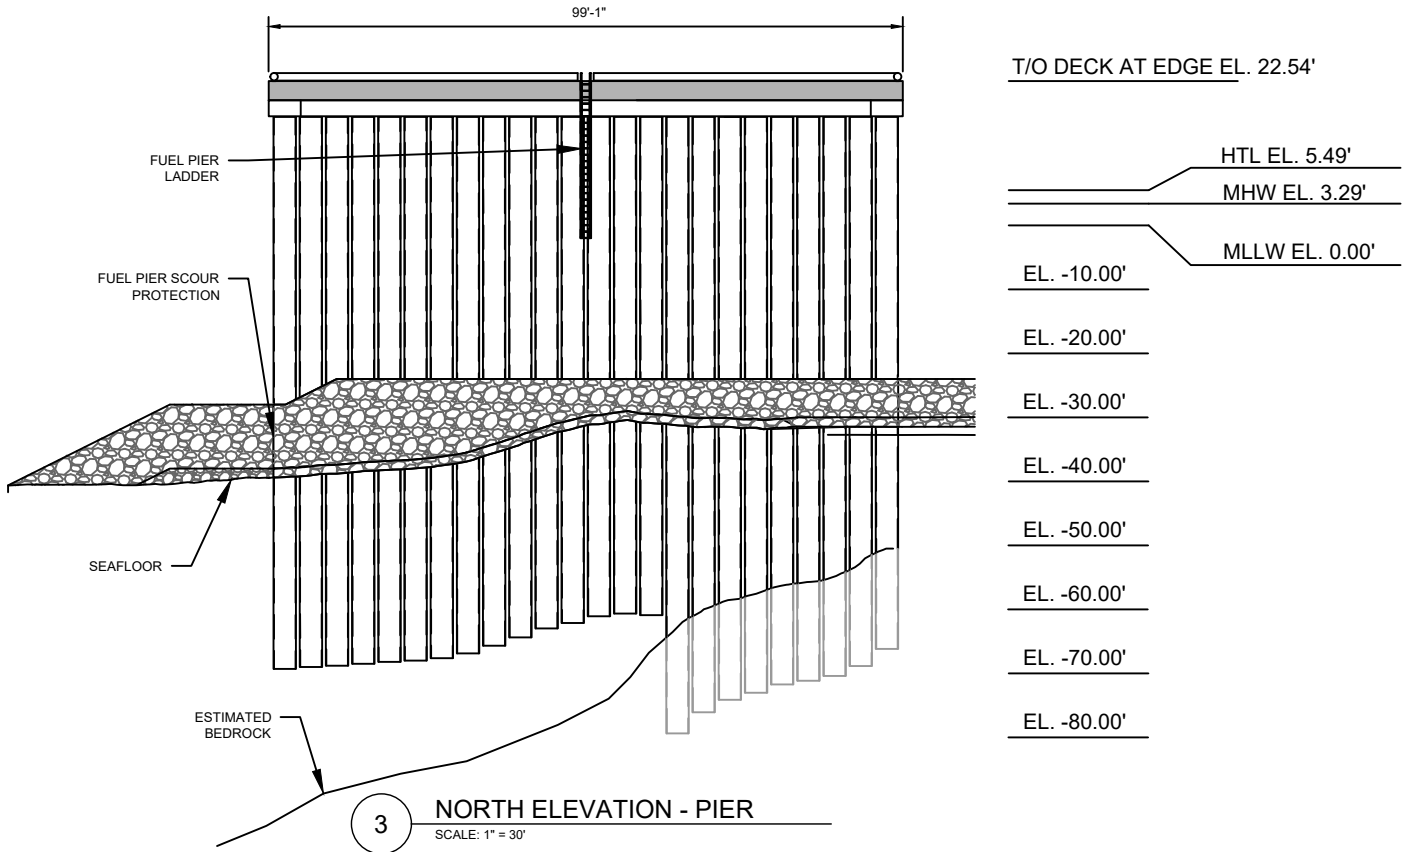 99'-1"
T/O DECK AT EDGE EL. 22.54'
HTL EL. 5.49'
MHW EL. 3.29'
MLLW EL. 0.00'
FUEL PIER
LADDER
FUEL PIER SCOUR
PROTECTION
SEAFLOOR
ESTIMATED
BEDROCK
EL. -10.00'
EL. -20.00'
EL. -30.00'
EL. -40.00'
EL. -50.00'
EL. -60.00'
EL. -70.00'
EL. -80.00'
3
NORTH ELEVATION - PIER
SCALE: 1" = 30'